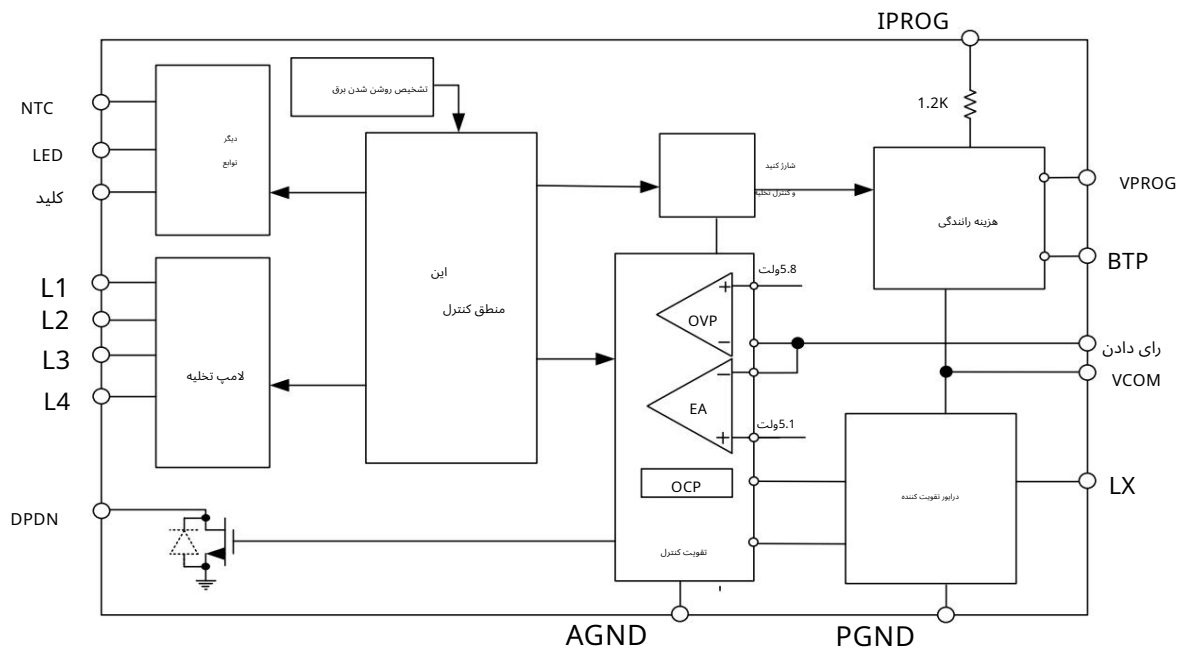 IPROG
تشخیص روشن شدن برق
NTC
LED
کلید
دیگر
توابع
1.2K
شارژ کنید
و کنترل تخلیه
VPROG
هزینه رانندگی
BTP
این
منطق کنترل
L1
L2
L3
L4
لامپ تخلیه
5.8ولت
OVP
رای دادن
VCOM
EA
5.1ولت
OCP
درایور تقویت کننده
LX
DPDN
تقویت کنترل
AGND
PGND